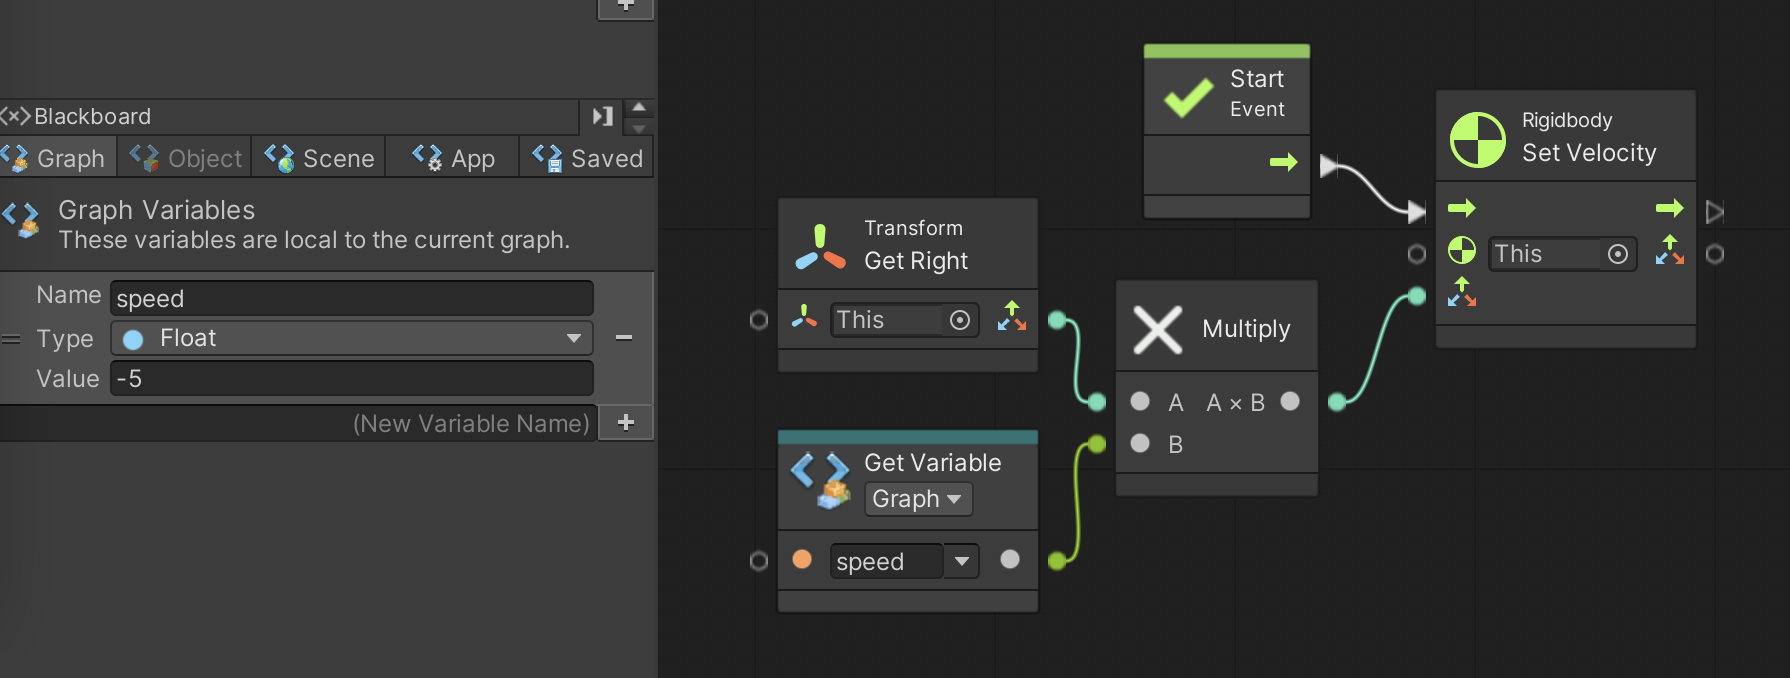 Blackboard
Graph
Object
Scene
App
Saved
Graph Variables
These variables are local to the current graph.
Name
speed
Type
Float
Value
-5
(New Variable Name)
Start
Event
Rigidbody
Set Velocity
This
Transform
Get Right
This
Multiply
A A × B
B
Get Variable
Graph
speed